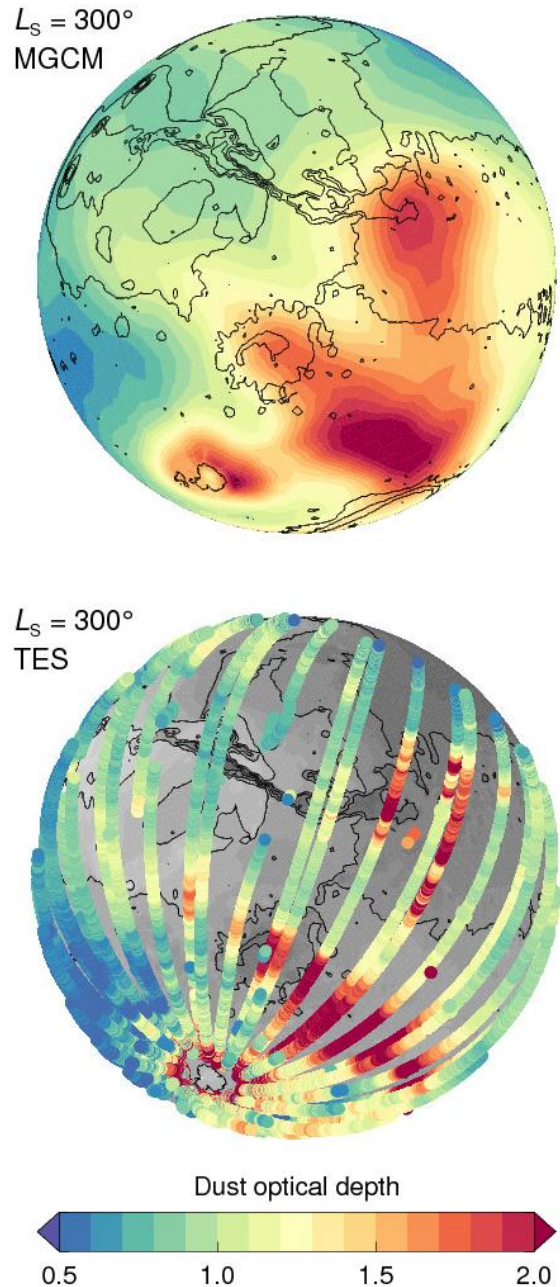 Lₛ = 300°
MGCM
Lₛ = 300°
TES
Dust optical depth
0.5 1.0 1.5 2.0